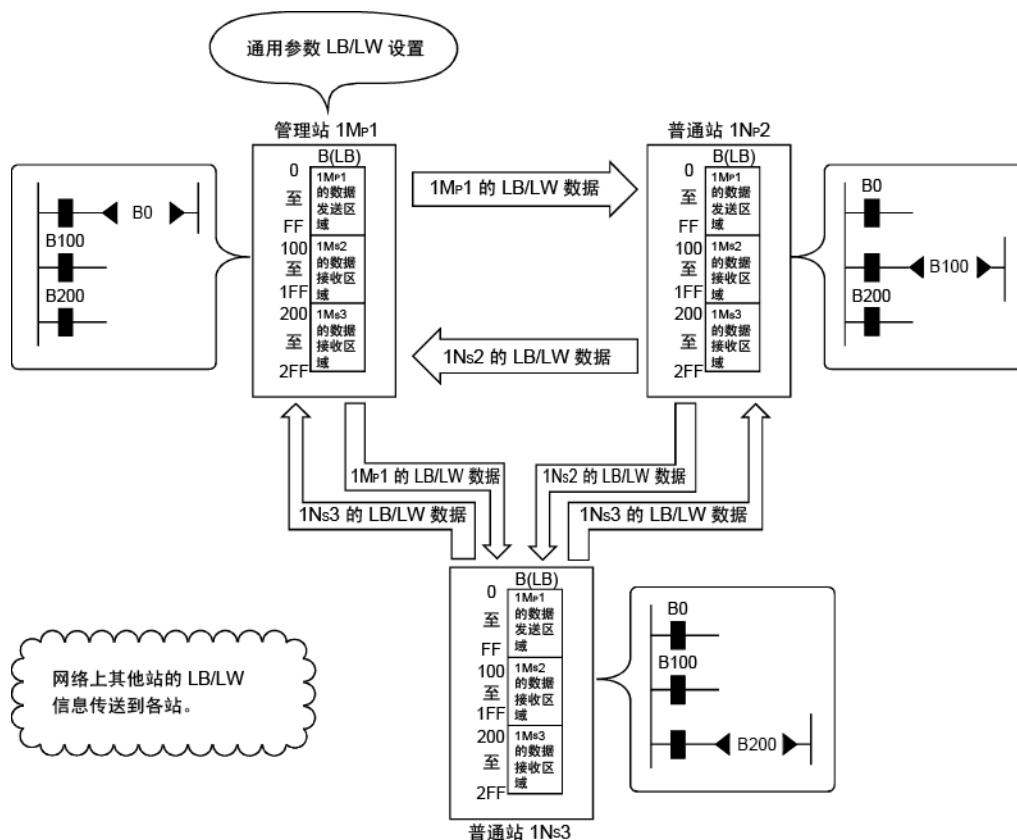 通用参数 LB/LW 设置
管理站 1MP1
B(LB)
0
至
FF
100
至
1FF
200
至
2FF
1MP1
的数据
发送区
域
1MS2
的数据
接收区
域
1MS3
的数据
接收区
域
B0
B100
B200
1MP1 的 LB/LW 数据
1NS2 的 LB/LW 数据
普通站 1NP2
B(LB)
0
至
FF
100
至
1FF
200
至
2FF
1MP1
的数据
发送区
域
1MS2
的数据
接收区
域
1MS3
的数据
接收区
域
B0
B100
B200
1MP1 的 LB/LW 数据
1NS3 的 LB/LW 数据
1NS2 的 LB/LW 数据
1NS3 的 LB/LW 数据
B(LB)
0
至
FF
100
至
1FF
200
至
2FF
1MP1
的数据
发送区
域
1MS2
的数据
接收区
域
1MS3
的数据
接收区
域
普通站 1NS3
B0
B100
B200
网络上其他站的 LB/LW
信息传送到各站。